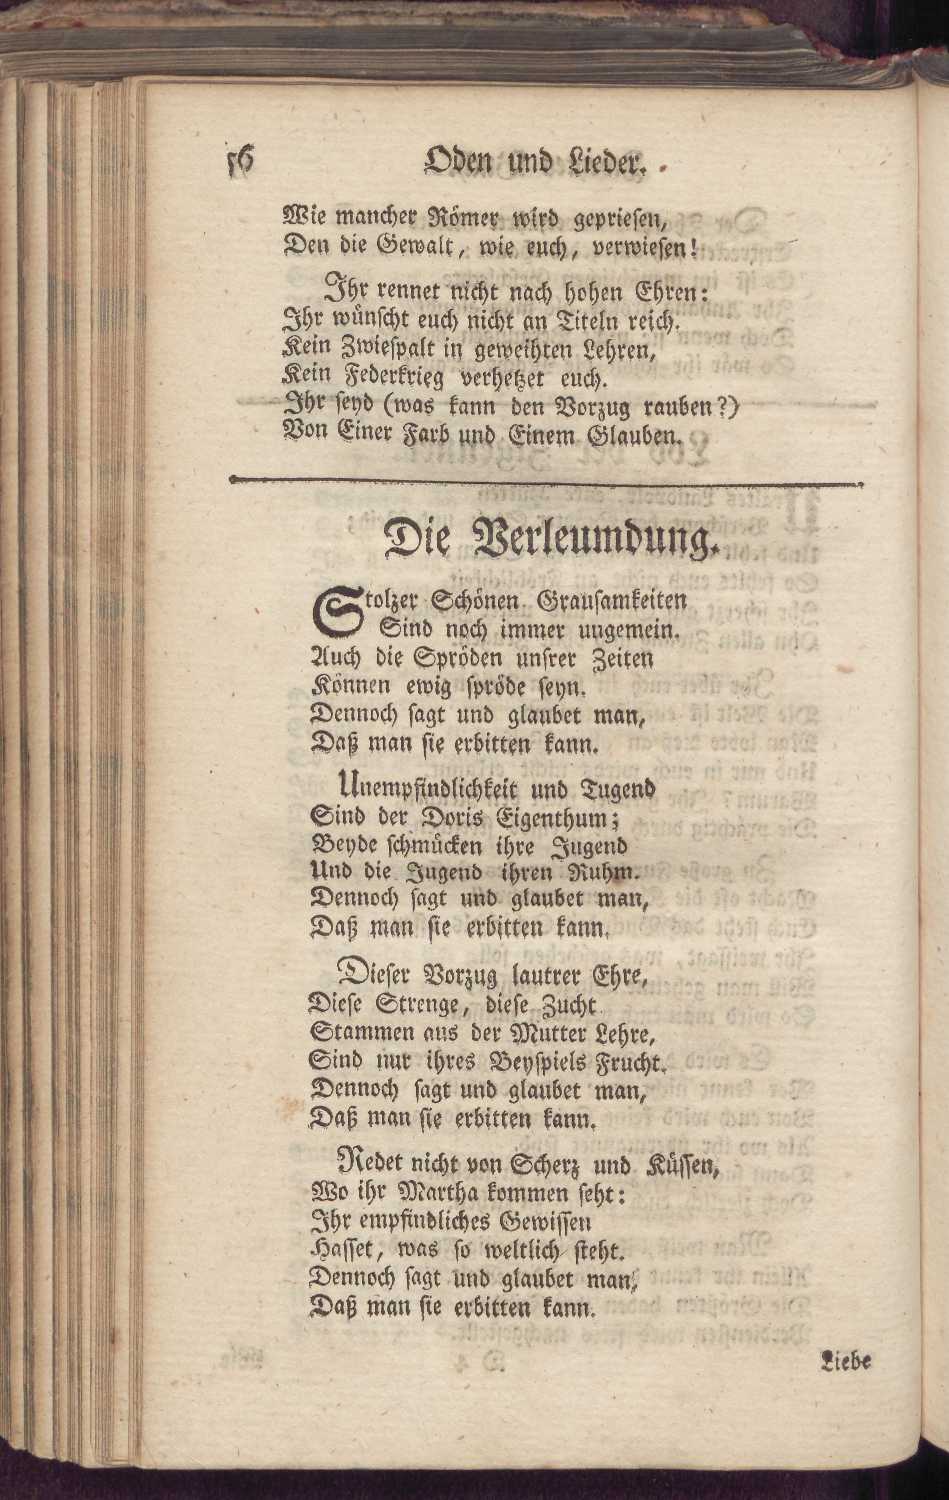 56 Oden und Lieder.
Wie mancher Römer wird gepriesen,
Den die Gewalt, wie euch, verwiesen!
Ihr rennet nicht nach hohen Ehren:
Ihr wünscht euch nicht an Titeln reich.
Kein Zwiespalt in geweihten Lehren,
Kein Federkrieg verhetzet euch.
Ihr seyd (was kann den Vorzug rauben?)
Von Einer Farb und Einem Glauben.
Die Verleumdung.
Stolzer Schönen Grausamkeiten
Sind noch immer ungemein.
Auch die Spröden unsrer Zeiten
Können ewig spröde seyn.
Dennoch sagt und glaubet man,
Daß man sie erbitten kann.
Unempfindlichkeit und Tugend
Sind der Doris Eigenthum;
Beyde schmücken ihre Jugend
Und die Jugend ihren Ruhm.
Dennoch sagt und glaubet man,
Daß man sie erbitten kann.
Dieser Vorzug lautrer Ehre,
Diese Strenge, diese Zucht
Stammen aus der Mutter Lehre,
Sind nur ihres Beyspiels Frucht.
Dennoch sagt und glaubet man,
Daß man sie erbitten kann.
Redet nicht von Scherz und Küssen,
Wo ihr Martha kommen seht:
Ihr empfindliches Gewissen
Hasset, was so weltlich steht.
Dennoch sagt und glaubet man,
Daß man sie erbitten kann.
Liebe